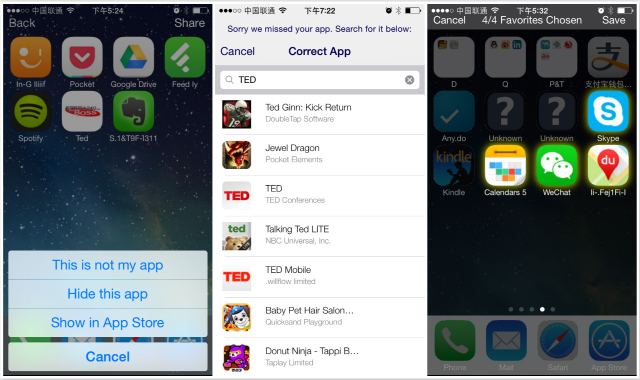 中国联通
下午5:24
Back
Share
In-G Iliif
Pocket
Google Drive
Feed ly
Spotify
Ted
S.1&T9F-I311
This is not my app
Hide this app
Show in App Store
Cancel
中国联通
下午7:22
Sorry we missed your app. Search for it below:
Cancel
Correct App
TED
Ted Ginn: Kick Return
DoubleTap Software
Jewel Dragon
Pocket Elements
TED
TED
TED Conferences
ted
Talking Ted LITE
NBC Universal, Inc.
TED
TED Mobile
.willflow limited
Baby Pet Hair Salon…
Quicksand Playground
Donut Ninja - Tappi B…
Taplay Limited
中国联通
下午5:32
Cancel
4/4 Favorites Chosen
Save
D
Q
P&T
支付宝钱包…
Any.do
Unknown
Unknown
Skype
kindle
Kindle
Calendars 5
WeChat
du
Ii-.Fej1Fi-I
Phone
Mail
Safari
App Store